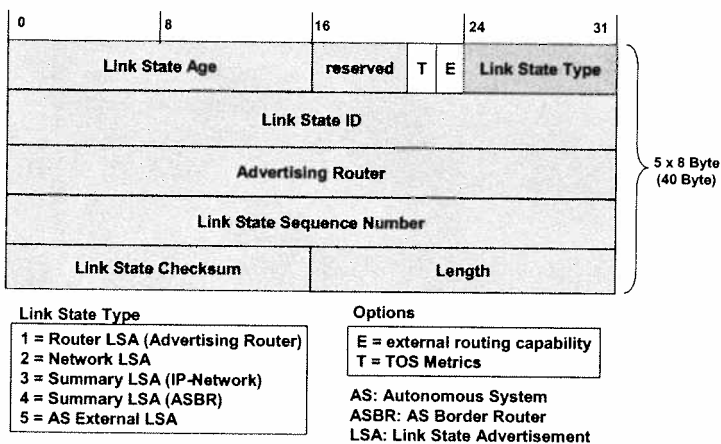 0 8 16 24 31
Link State Age reserved T E Link State Type
Link State ID
Advertising Router
Link State Sequence Number
Link State Checksum Length
5 x 8 Byte
(40 Byte)
Link State Type
1 = Router LSA (Advertising Router)
2 = Network LSA
3 = Summary LSA (IP-Network)
4 = Summary LSA (ASBR)
5 = AS External LSA
Options
E = external routing capability
T = TOS Metrics
AS: Autonomous System
ASBR: AS Border Router
LSA: Link State Advertisement